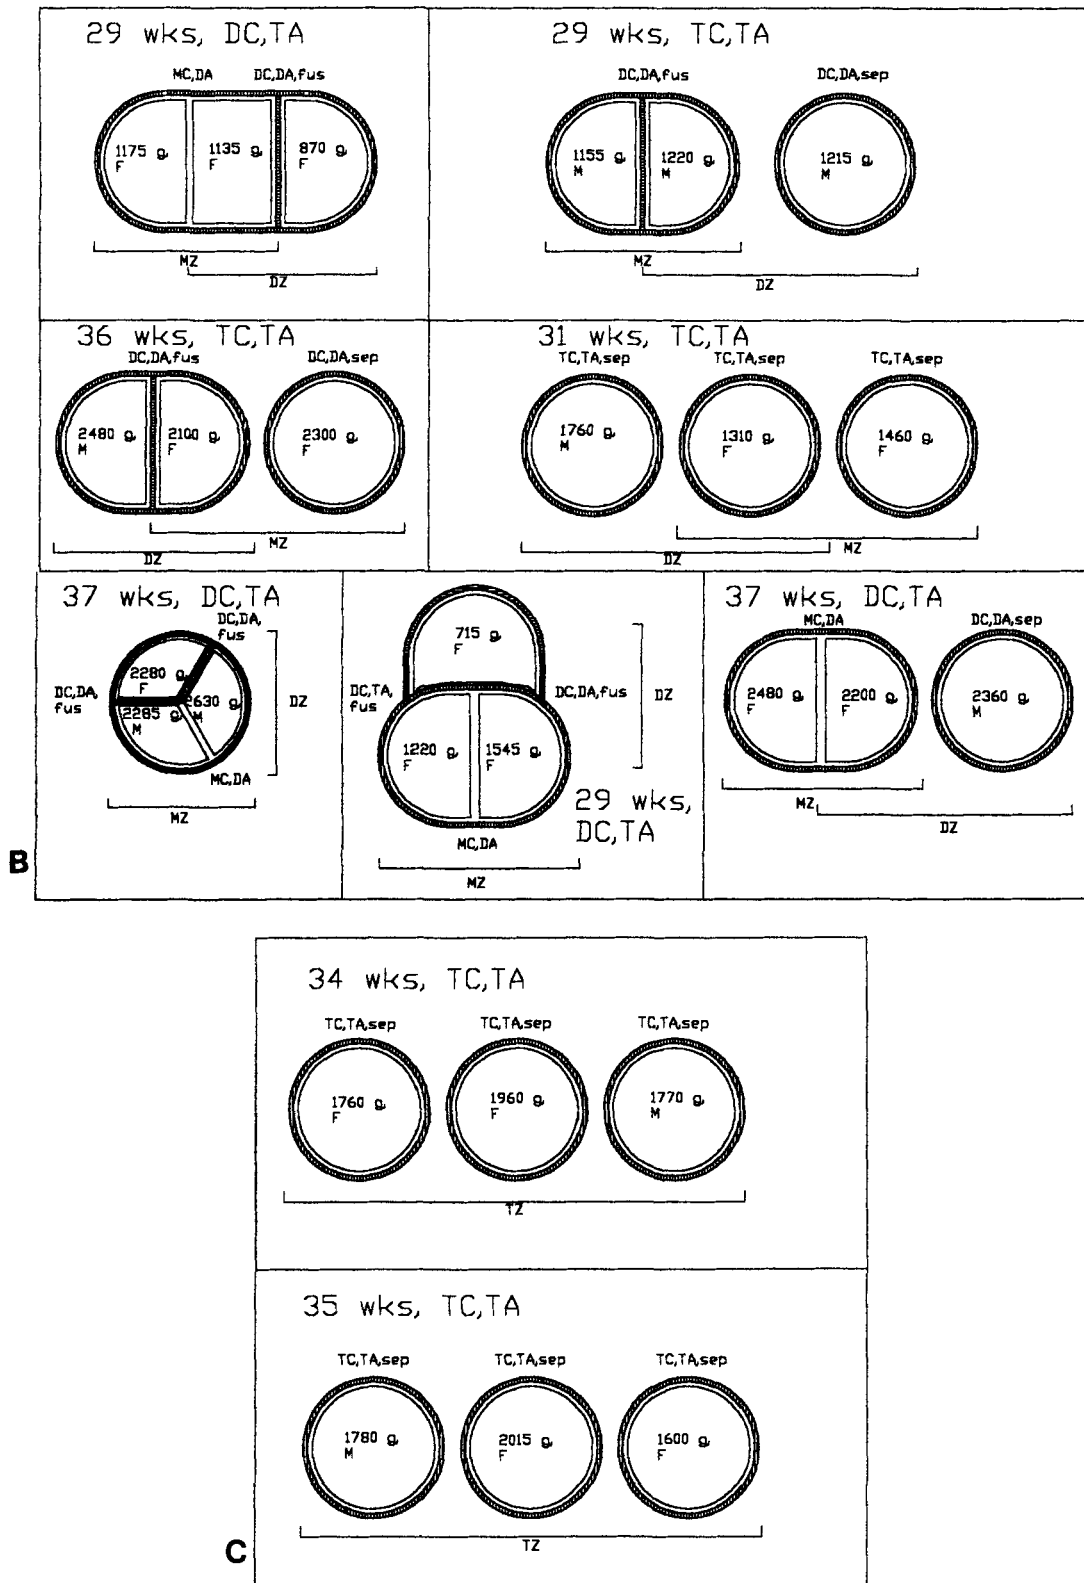 29 wks, DC,TA
MC,DA DC,DA,fus
1175 g, 1135 g, 870 g,
F F F
MZ
DZ
29 wks, TC,TA
DC,DA,fus DC,DA,sep
1155 g, 1220 g, 1215 g,
M M M
MZ
DZ
36 wks, TC,TA
DC,DA,fus DC,DA,sep
2480 g, 2100 g, 2300 g,
M F F
MZ
DZ
31 wks, TC,TA
TC,TA,sep TC,TA,sep TC,TA,sep
1760 g, 1310 g, 1460 g,
M F F
MZ
DZ
37 wks, DC,TA
DC,DA,
fus
2280 g,
F
DC,DA,
fus
2630 g,
M
2285 g,
M
DZ
MC,DA
MZ
715 g,
F
DC,TA,
fus
DC,DA,fus
DZ
1220 g, 1545 g,
F F
29 wks,
DC,TA
MC,DA
MZ
37 wks, DC,TA
MC,DA DC,DA,sep
2480 g, 2200 g, 2360 g,
F F M
MZ
DZ
B
34 wks, TC,TA
TC,TA,sep TC,TA,sep TC,TA,sep
1760 g, 1960 g, 1770 g,
F F M
TZ
35 wks, TC,TA
TC,TA,sep TC,TA,sep TC,TA,sep
1780 g, 2015 g, 1600 g,
M F F
TZ
C